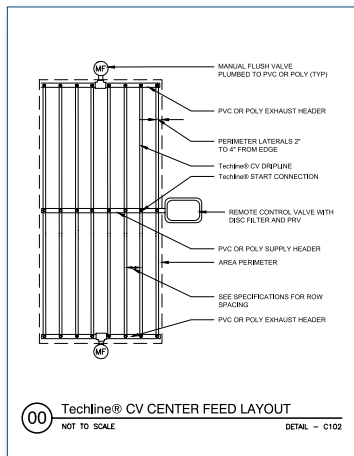 MF
MANUAL FLUSH VALVE
PLUMBED TO PVC OR POLY (TYP)
PVC OR POLY EXHAUST HEADER
PERIMETER LATERALS 2"
TO 4" FROM EDGE
Techline® CV DRIPLINE
Techline® START CONNECTION
REMOTE CONTROL VALVE WITH
DISC FILTER AND PRV
PVC OR POLY SUPPLY HEADER
AREA PERIMETER
SEE SPECIFICATIONS FOR ROW
SPACING
PVC OR POLY EXHAUST HEADER
MF
00
Techline® CV CENTER FEED LAYOUT
NOT TO SCALE
DETAIL - C102